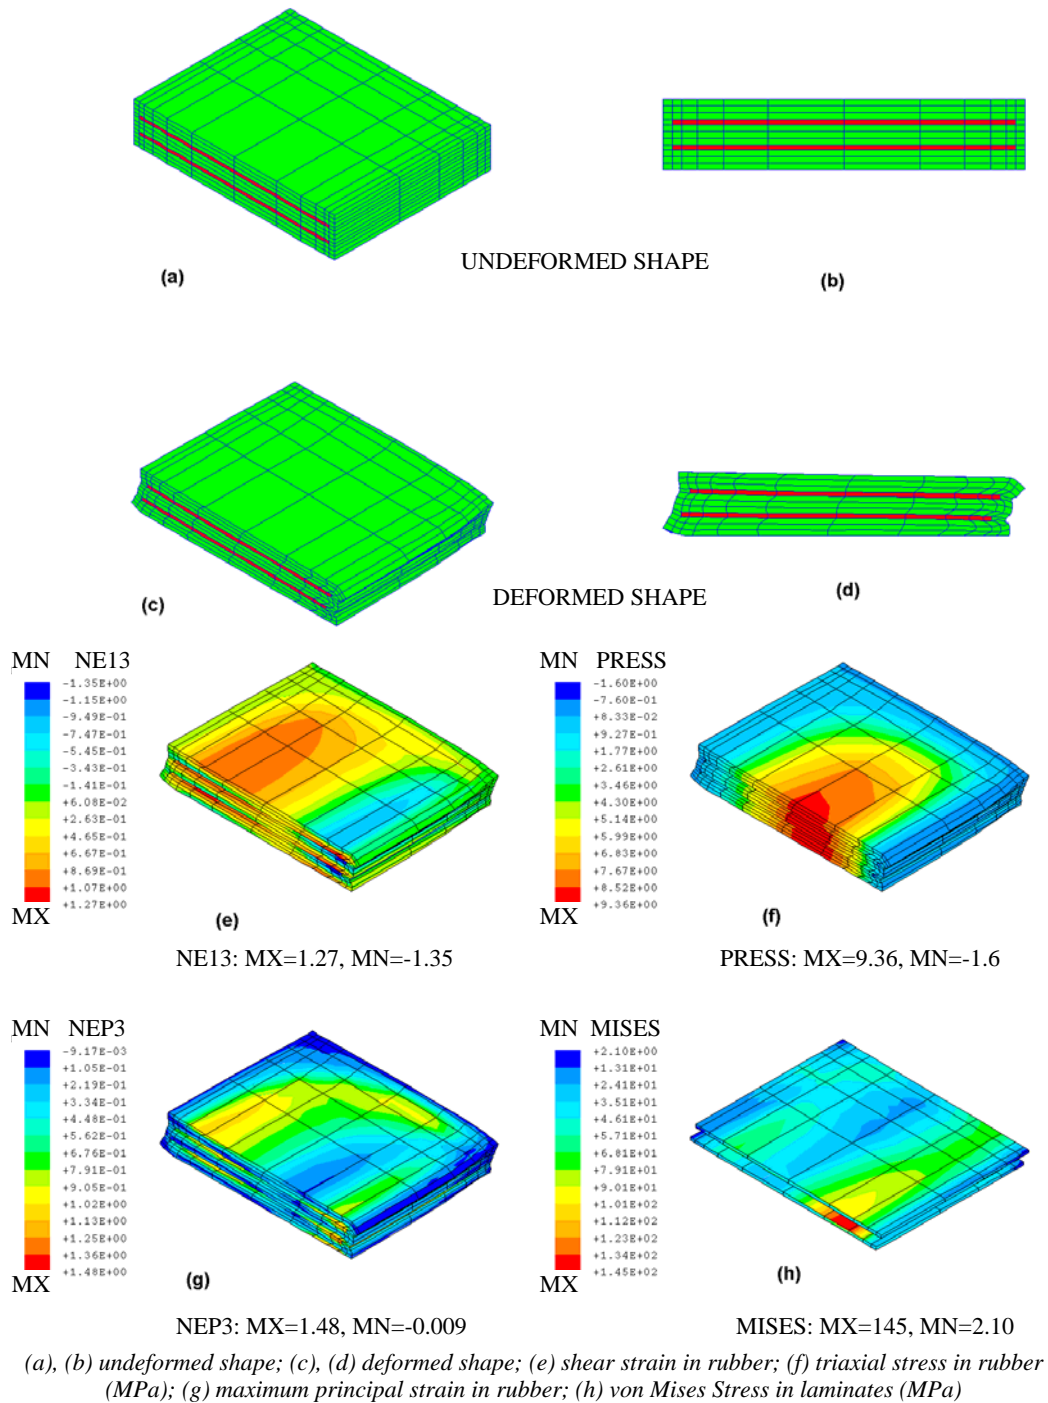 (a)
UNDEFORMED SHAPE
(b)
(c)
DEFORMED SHAPE
(d)
MN NE13
-1.35E+00
-1.15E+00
-9.49E-01
-7.47E-01
-5.45E-01
-3.43E-01
-1.41E-01
+6.08E-02
+2.63E-01
+4.65E-01
+6.67E-01
+8.69E-01
+1.07E+00
+1.27E+00
MX
(e)
NE13: MX=1.27, MN=-1.35
MN PRESS
-1.60E+00
-7.60E-01
+8.33E-02
+9.27E-01
+1.77E+00
+2.61E+00
+3.46E+00
+4.30E+00
+5.14E+00
+5.99E+00
+6.83E+00
+7.67E+00
+8.52E+00
+9.36E+00
MX
(f)
PRESS: MX=9.36, MN=-1.6
MN NEP3
-9.17E-03
+1.05E-01
+2.19E-01
+3.34E-01
+4.48E-01
+5.62E-01
+6.76E-01
+7.91E-01
+9.05E-01
+1.02E+00
+1.13E+00
+1.25E+00
+1.36E+00
+1.48E+00
MX
(g)
NEP3: MX=1.48, MN=-0.009
MN MISES
+2.10E+00
+1.31E+01
+2.41E+01
+3.51E+01
+4.61E+01
+5.71E+01
+6.81E+01
+7.91E+01
+9.01E+01
+1.01E+02
+1.12E+02
+1.23E+02
+1.34E+02
+1.45E+02
MX
(h)
MISES: MX=145, MN=2.10
(a), (b) undeformed shape; (c), (d) deformed shape; (e) shear strain in rubber; (f) triaxial stress in rubber
(MPa); (g) maximum principal strain in rubber; (h) von Mises Stress in laminates (MPa)